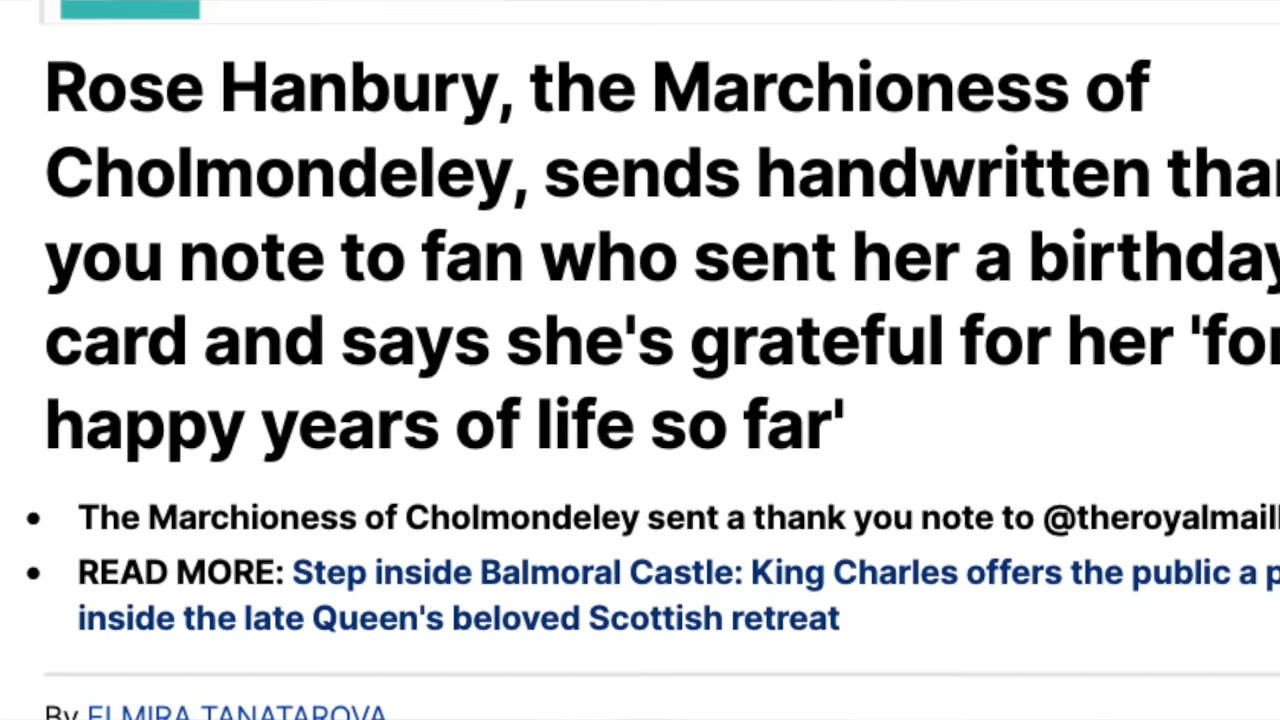 Rose Hanbury, the Marchioness of
Cholmondeley, sends handwritten
you note to fan who sent her a birthday
card and says she's grateful for her
happy years of life so far'
• The Marchioness of Cholmondeley sent a thank you note to
• READ MORE: Step inside Balmoral Castle: King Charles offers the public a
inside the late Queen's beloved Scottish retreat
By ELMIRA TANATAROVA